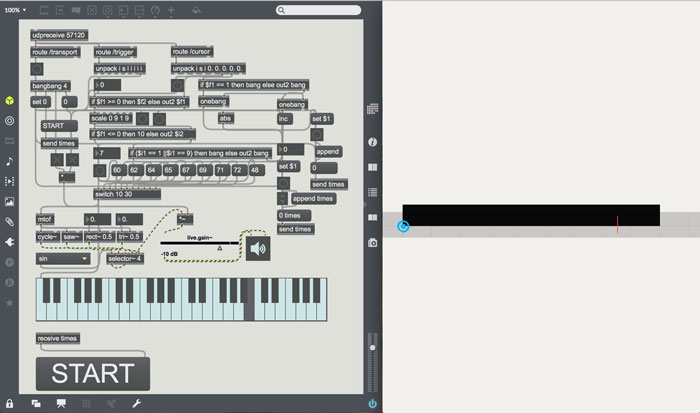 100%
udpreceive 57120
route /transport
route /trigger
route /cursor
unpack i s i i i i i
unpack i s i 0. 0. 0. 0.
bangbang 4
0
if $f1 == 1 then bang else out2 bang
set 0
0
if $f1 >= 0 then $f2 else out2 $f1
onebang
onebang
START
scale 0 9 1 9
abs
inc
set $1
if $f1 <= 0 then 10 else out2 $i2
send times
append
7
if ($i1 == 1 ||$i1 == 9) then bang else out2 bang
0
set $1
0
60
62
64
65
67
69
71
72
48
send times
switch 10 30
append times
0 times
mtof
0.
0.
*~
send times
cycle~
saw~
rect~ 0.5
tri~ 0.5
live.gain~
sin
selector~ 4
-10 dB
receive times
START